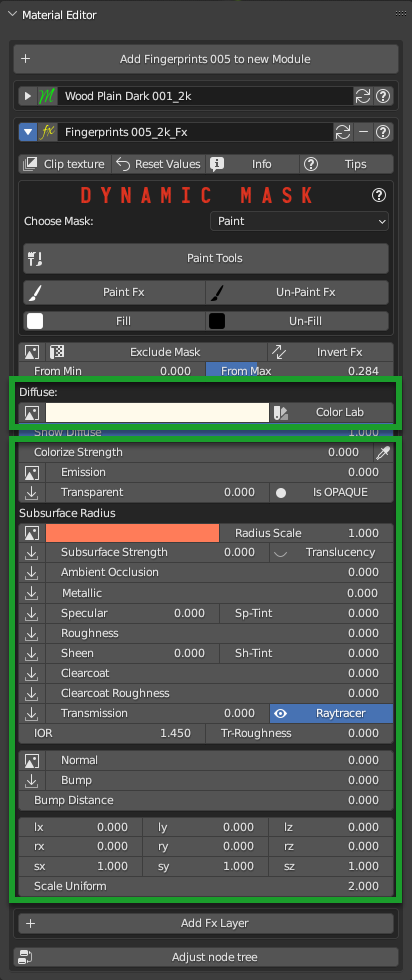 Material Editor
Add Fingerprints 005 to new Module
Wood Plain Dark 001_2k
Fingerprints 005_2k_Fx
Clip texture Reset Values Info Tips
DYNAMIC MASK
Choose Mask: Paint
Paint Tools
Paint Fx Un-Paint Fx
Fill Un-Fill
Exclude Mask Invert Fx
From Min 0.000 From Max 0.284
Diffuse:
Color Lab
Show Diffuse 1.000
Colorize Strength 0.000
Emission 0.000
Transparent 0.000 Is OPAQUE
Subsurface Radius
Radius Scale 1.000
Subsurface Strength 0.000 Translucency
Ambient Occlusion 0.000
Metallic 0.000
Specular 0.000 Sp-Tint 0.000
Roughness 0.000
Sheen 0.000 Sh-Tint 0.000
Clearcoat 0.000
Clearcoat Roughness 0.000
Transmission 0.000 Raytracer
IOR 1.450 Tr-Roughness 0.000
Normal 0.000
Bump 0.000
Bump Distance 0.000
lx 0.000 ly 0.000 lz 0.000
rx 0.000 ry 0.000 rz 0.000
sx 1.000 sy 1.000 sz 1.000
Scale Uniform 2.000
Add Fx Layer
Adjust node tree